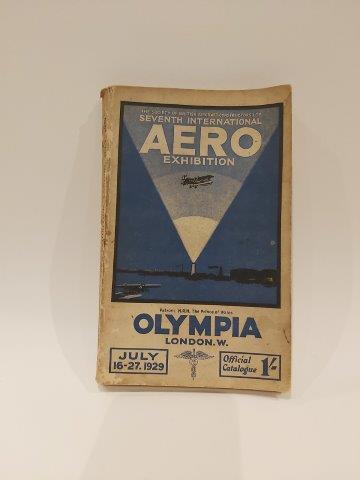 THE SOCIETY OF BRITISH AIRCRAFT CONSTRUCTORS LTD
SEVENTH INTERNATIONAL
AERO
EXHIBITION
Patron: H.R.H. The Prince of Wales
OLYMPIA
LONDON.W.
JULY
16-27. 1929
Official
Catalogue
1/-